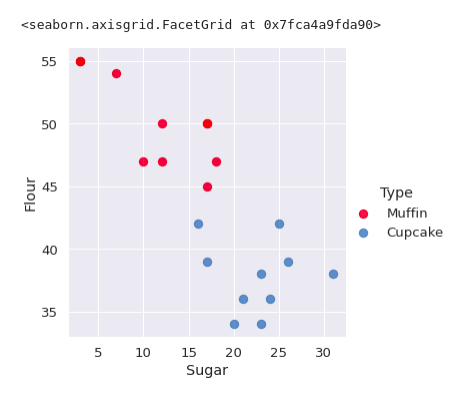 <seaborn.axisgrid.FacetGrid at 0x7fca4a9fda90>
55
50
45
40
35
Flour
5 10 15 20 25 30
Sugar
Type
Muffin
Cupcake